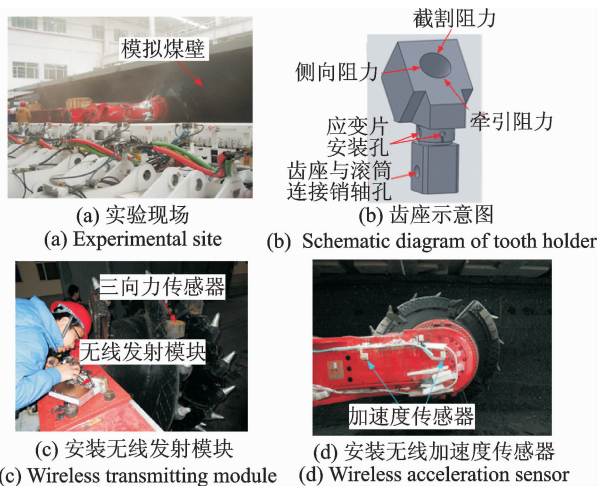 模拟煤壁
(a) 实验现场
(a) Experimental site
截割阻力
侧向阻力
牵引阻力
应变片
安装孔
齿座与滚筒
连接销轴孔
(b) 齿座示意图
(b) Schematic diagram of tooth holder
三向力传感器
无线发射模块
(c) 安装无线发射模块
(c) Wireless transmitting module
加速度传感器
(d) 安装无线加速度传感器
(d) Wireless acceleration sensor